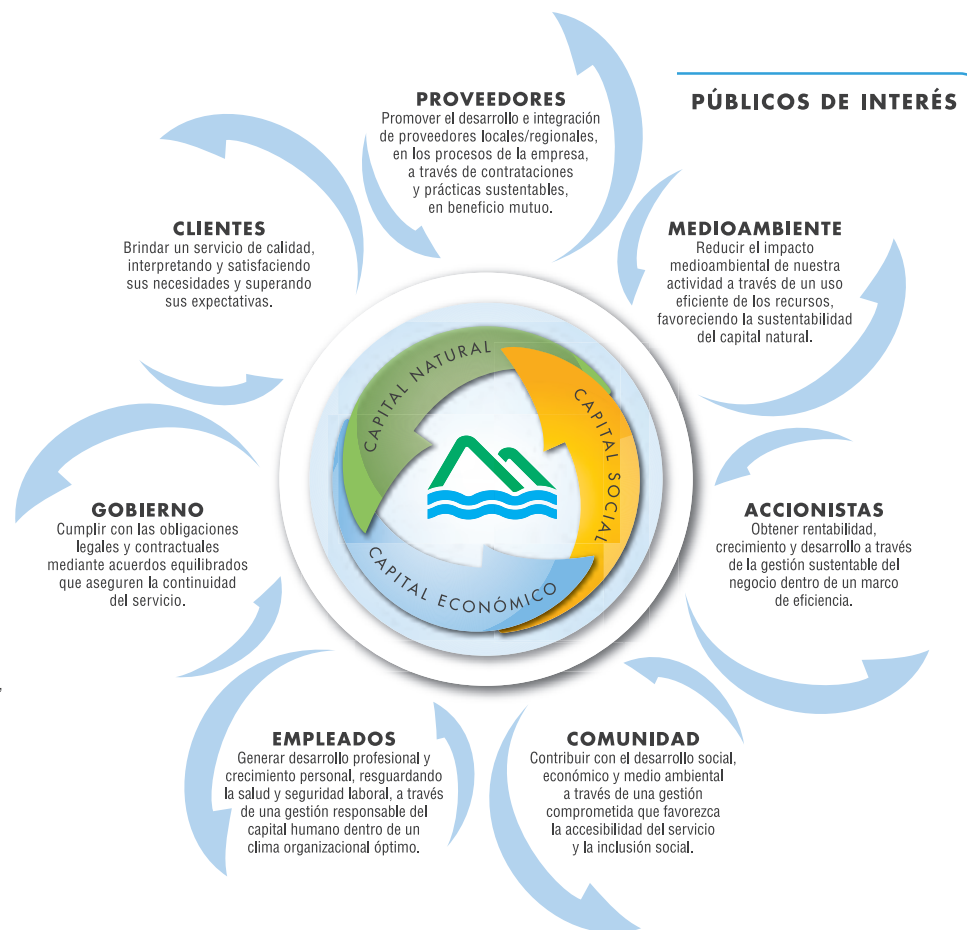 PÚBLICOS DE INTERÉS
PROVEEDORES
Promover el desarrollo e integración
de proveedores locales/regionales,
en los procesos de la empresa,
a través de contrataciones
y prácticas sustentables,
en beneficio mutuo.
CLIENTES
Brindar un servicio de calidad,
interpretando y satisfaciendo
sus necesidades y superando
sus expectativas.
MEDIOAMBIENTE
Reducir el impacto
medioambiental de nuestra
actividad a través de un uso
eficiente de los recursos,
favoreciendo la sustentabilidad
del capital natural.
CAPITAL NATURAL
CAPITAL SOCIAL
CAPITAL ECONÓMICO
GOBIERNO
Cumplir con las obligaciones
legales y contractuales
mediante acuerdos equilibrados
que aseguren la continuidad
del servicio.
ACCIONISTAS
Obtener rentabilidad,
crecimiento y desarrollo a través
de la gestión sustentable del
negocio dentro de un marco
de eficiencia.
EMPLEADOS
Generar desarrollo profesional y
crecimiento personal, resguardando
la salud y seguridad laboral, a través
de una gestión responsable del
capital humano dentro de un
clima organizacional óptimo.
COMUNIDAD
Contribuir con el desarrollo social,
económico y medio ambiental
a través de una gestión
comprometida que favorezca
la accesibilidad del servicio
y la inclusión social.